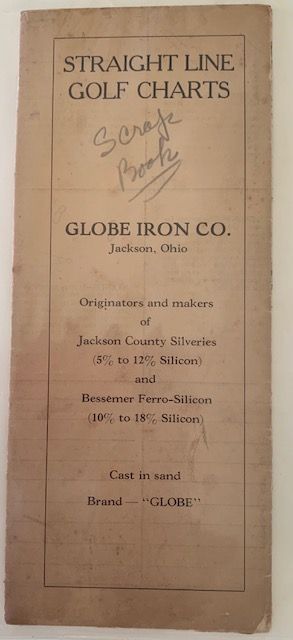 STRAIGHT LINE
GOLF CHARTS
Scrap
Book
GLOBE IRON CO.
Jackson, Ohio
Originators and makers
of
Jackson County Silveries
(5% to 12% Silicon)
and
Bessemer Ferro-Silicon
(10% to 18% Silicon)
Cast in sand
Brand — "GLOBE"